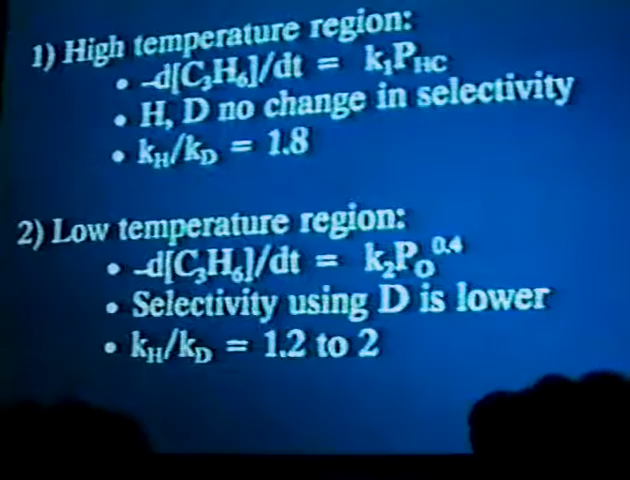 1) High temperature region:
• -d[C₃H₆]/dt = k₁P_HC
• H, D no change in selectivity
• k_H/k_D = 1.8
2) Low temperature region:
• -d[C₃H₆]/dt = k₂P_O^0.4
• Selectivity using D is lower
• k_H/k_D = 1.2 to 2